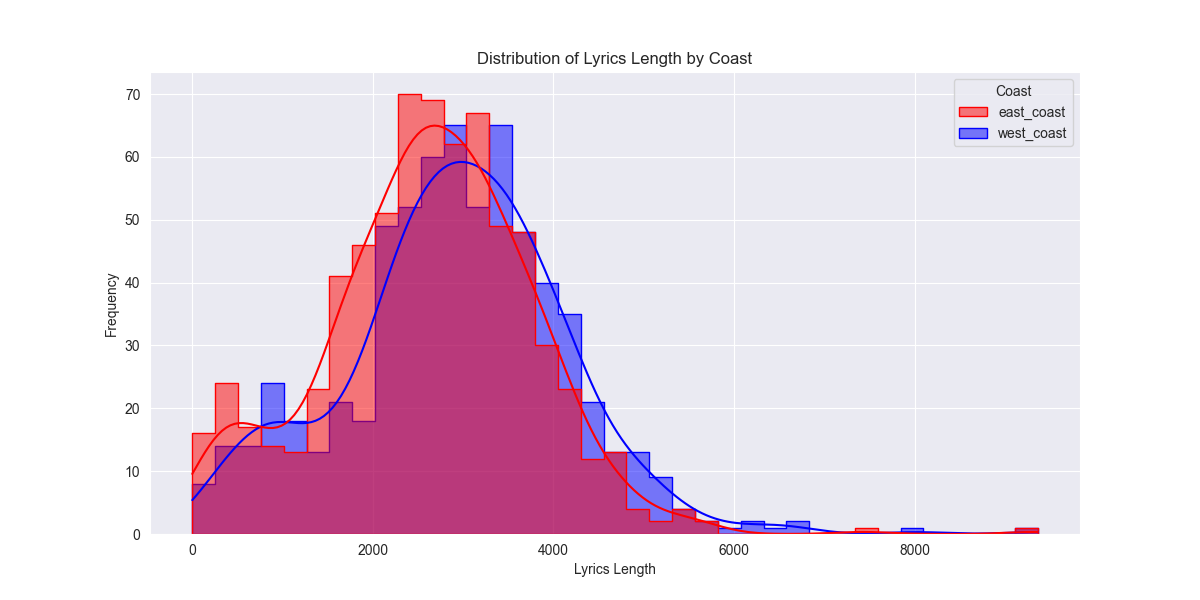 Distribution of Lyrics Length by Coast
Coast
east_coast
west_coast
70
60
50
40
30
20
10
0
Frequency
0 2000 4000 6000 8000
Lyrics Length